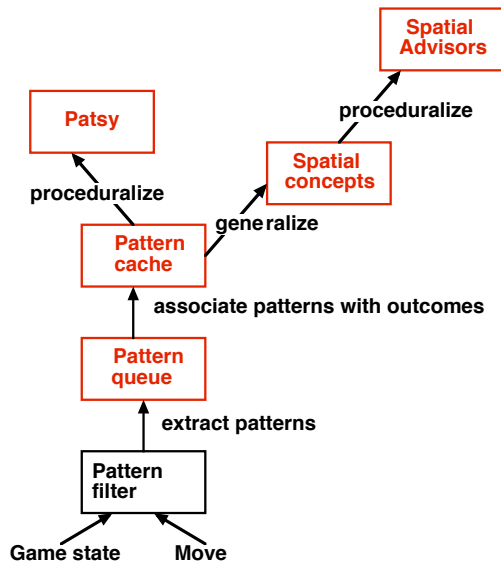 Spatial
Advisors
proceduralize
Patsy
Spatial
concepts
proceduralize
generalize
Pattern
cache
associate patterns with outcomes
Pattern
queue
extract patterns
Pattern
filter
Game state
Move